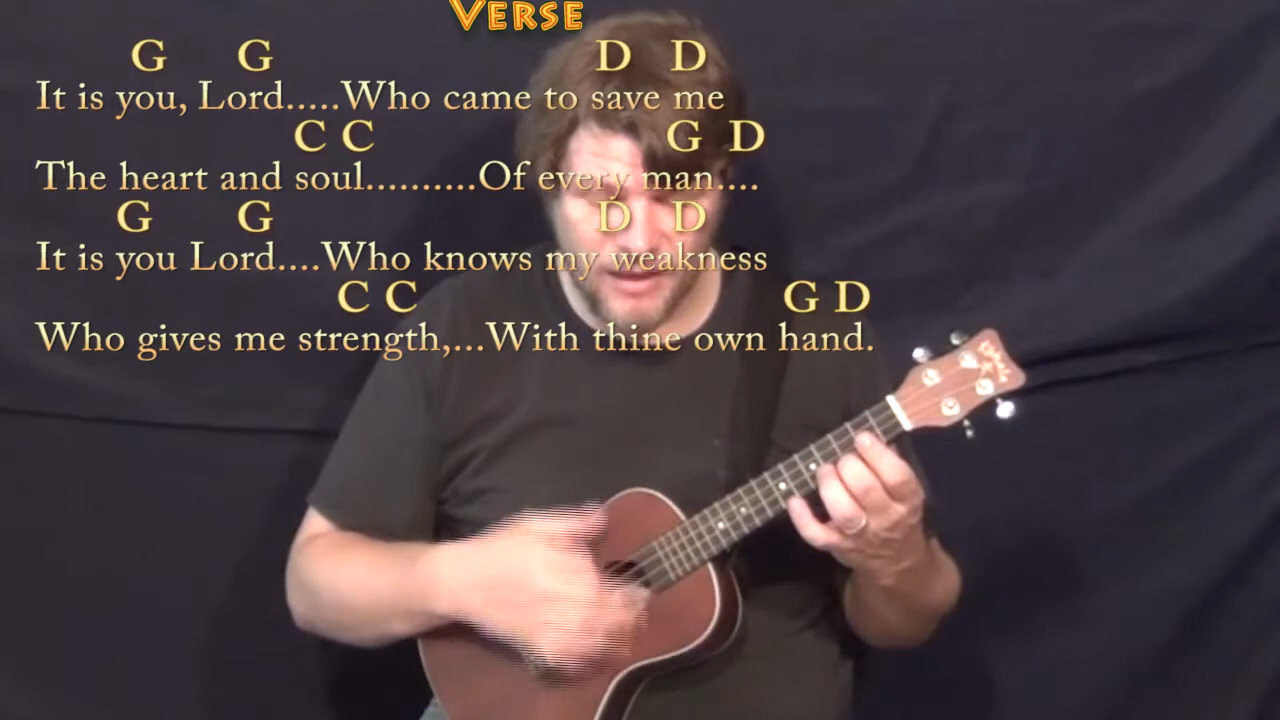 VERSE
G G D D
It is you, Lord.....Who came to save me
C C G D
The heart and soul..........Of every man....
G G D D
It is you Lord....Who knows my weakness
C C G D
Who gives me strength,...With thine own hand.